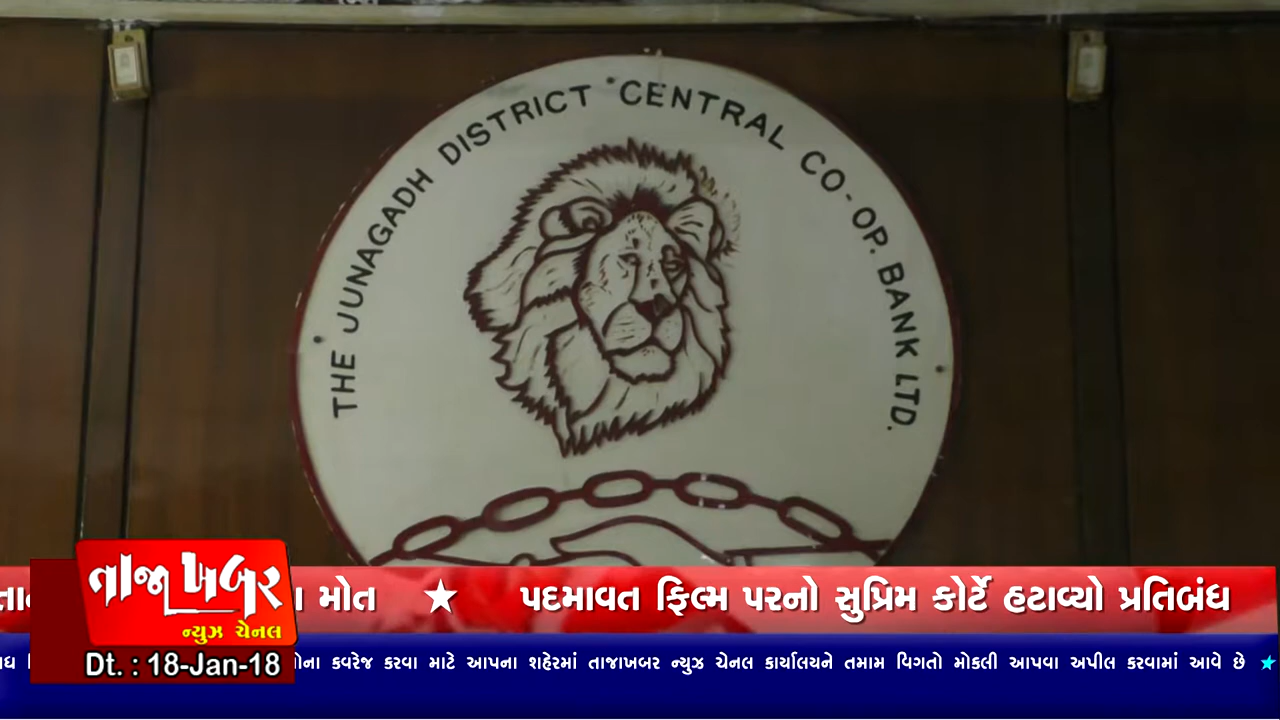 THE JUNAGADH DISTRICT CENTRAL CO-OP. BANK LTD.
તાજા ખબર
ન્યુઝ ચેનલ
Dt. : 18-Jan-18
મોત ★ પદમાવત ફિલ્મ પરનો સુપ્રિમ કોર્ટે હટાવ્યો પ્રતિબંધ
કવરેજ કરવા માટે આપના શહેરમાં તાજાખબર ન્યુઝ ચેનલ કાર્યાલયને તમામ વિગતો મોકલી આપવા અપીલ કરવામાં આવે છે ★